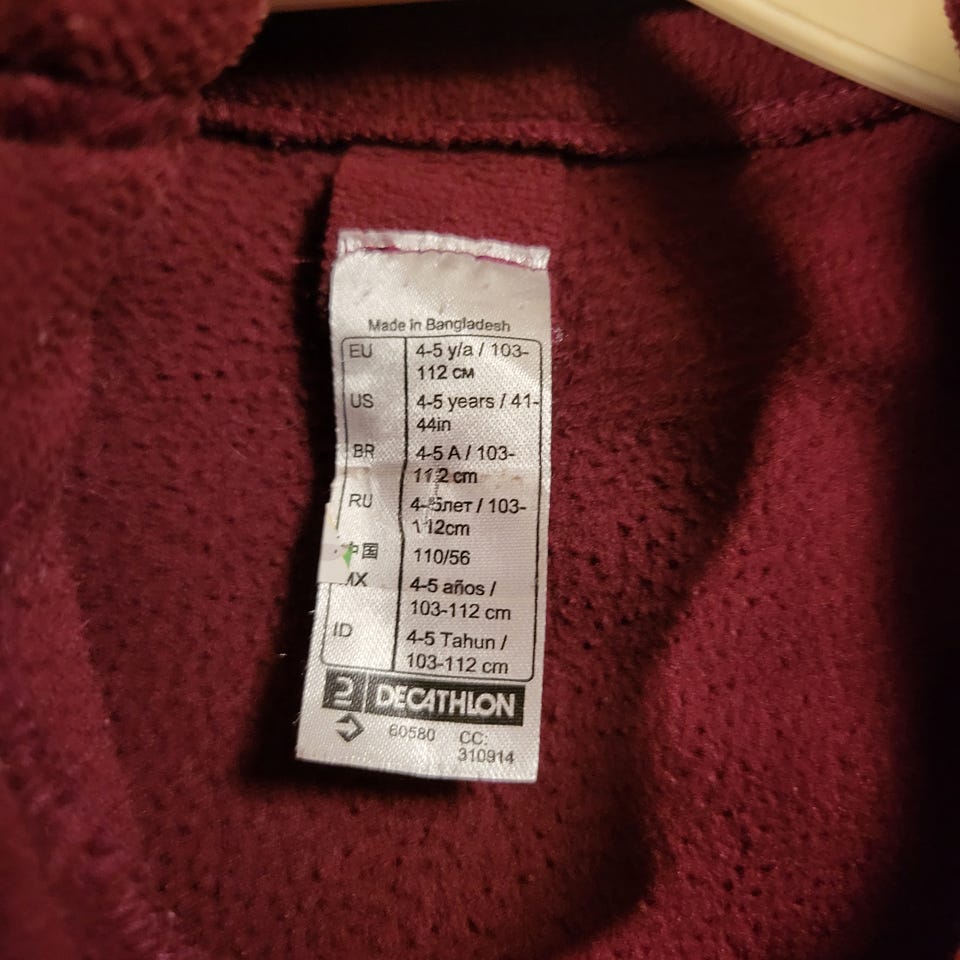 Made in Bangladesh
EU 4-5 y/a / 103-
112 CM
US 4-5 years / 41-
44in
BR 4-5 A / 103-
112 cm
RU 4-5лет / 103-
112cm
中国 110/56
MX 4-5 años /
103-112 cm
ID 4-5 Tahun /
103-112 cm
2 DECATHLON
60580 CC:
310914